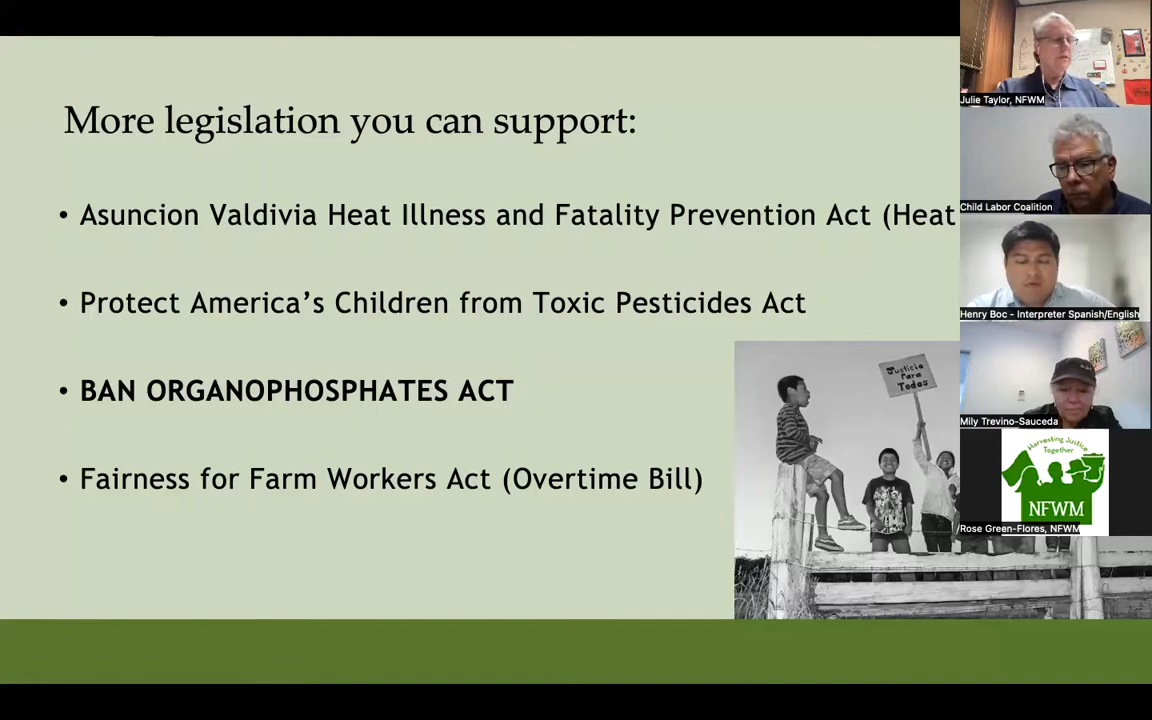 More legislation you can support:
• Asuncion Valdivia Heat Illness and Fatality Prevention Act (Heat
• Protect America’s Children from Toxic Pesticides Act
• BAN ORGANOPHOSPHATES ACT
• Fairness for Farm Workers Act (Overtime Bill)
Justicia
Para
Todos
Julie Taylor, NFWM
Child Labor Coalition
Henry Boc - Interpreter Spanish/English
Mily Trevino-Sauceda
Harvesting Justice
Together
NFWM
Rose Green-Flores, NFWM